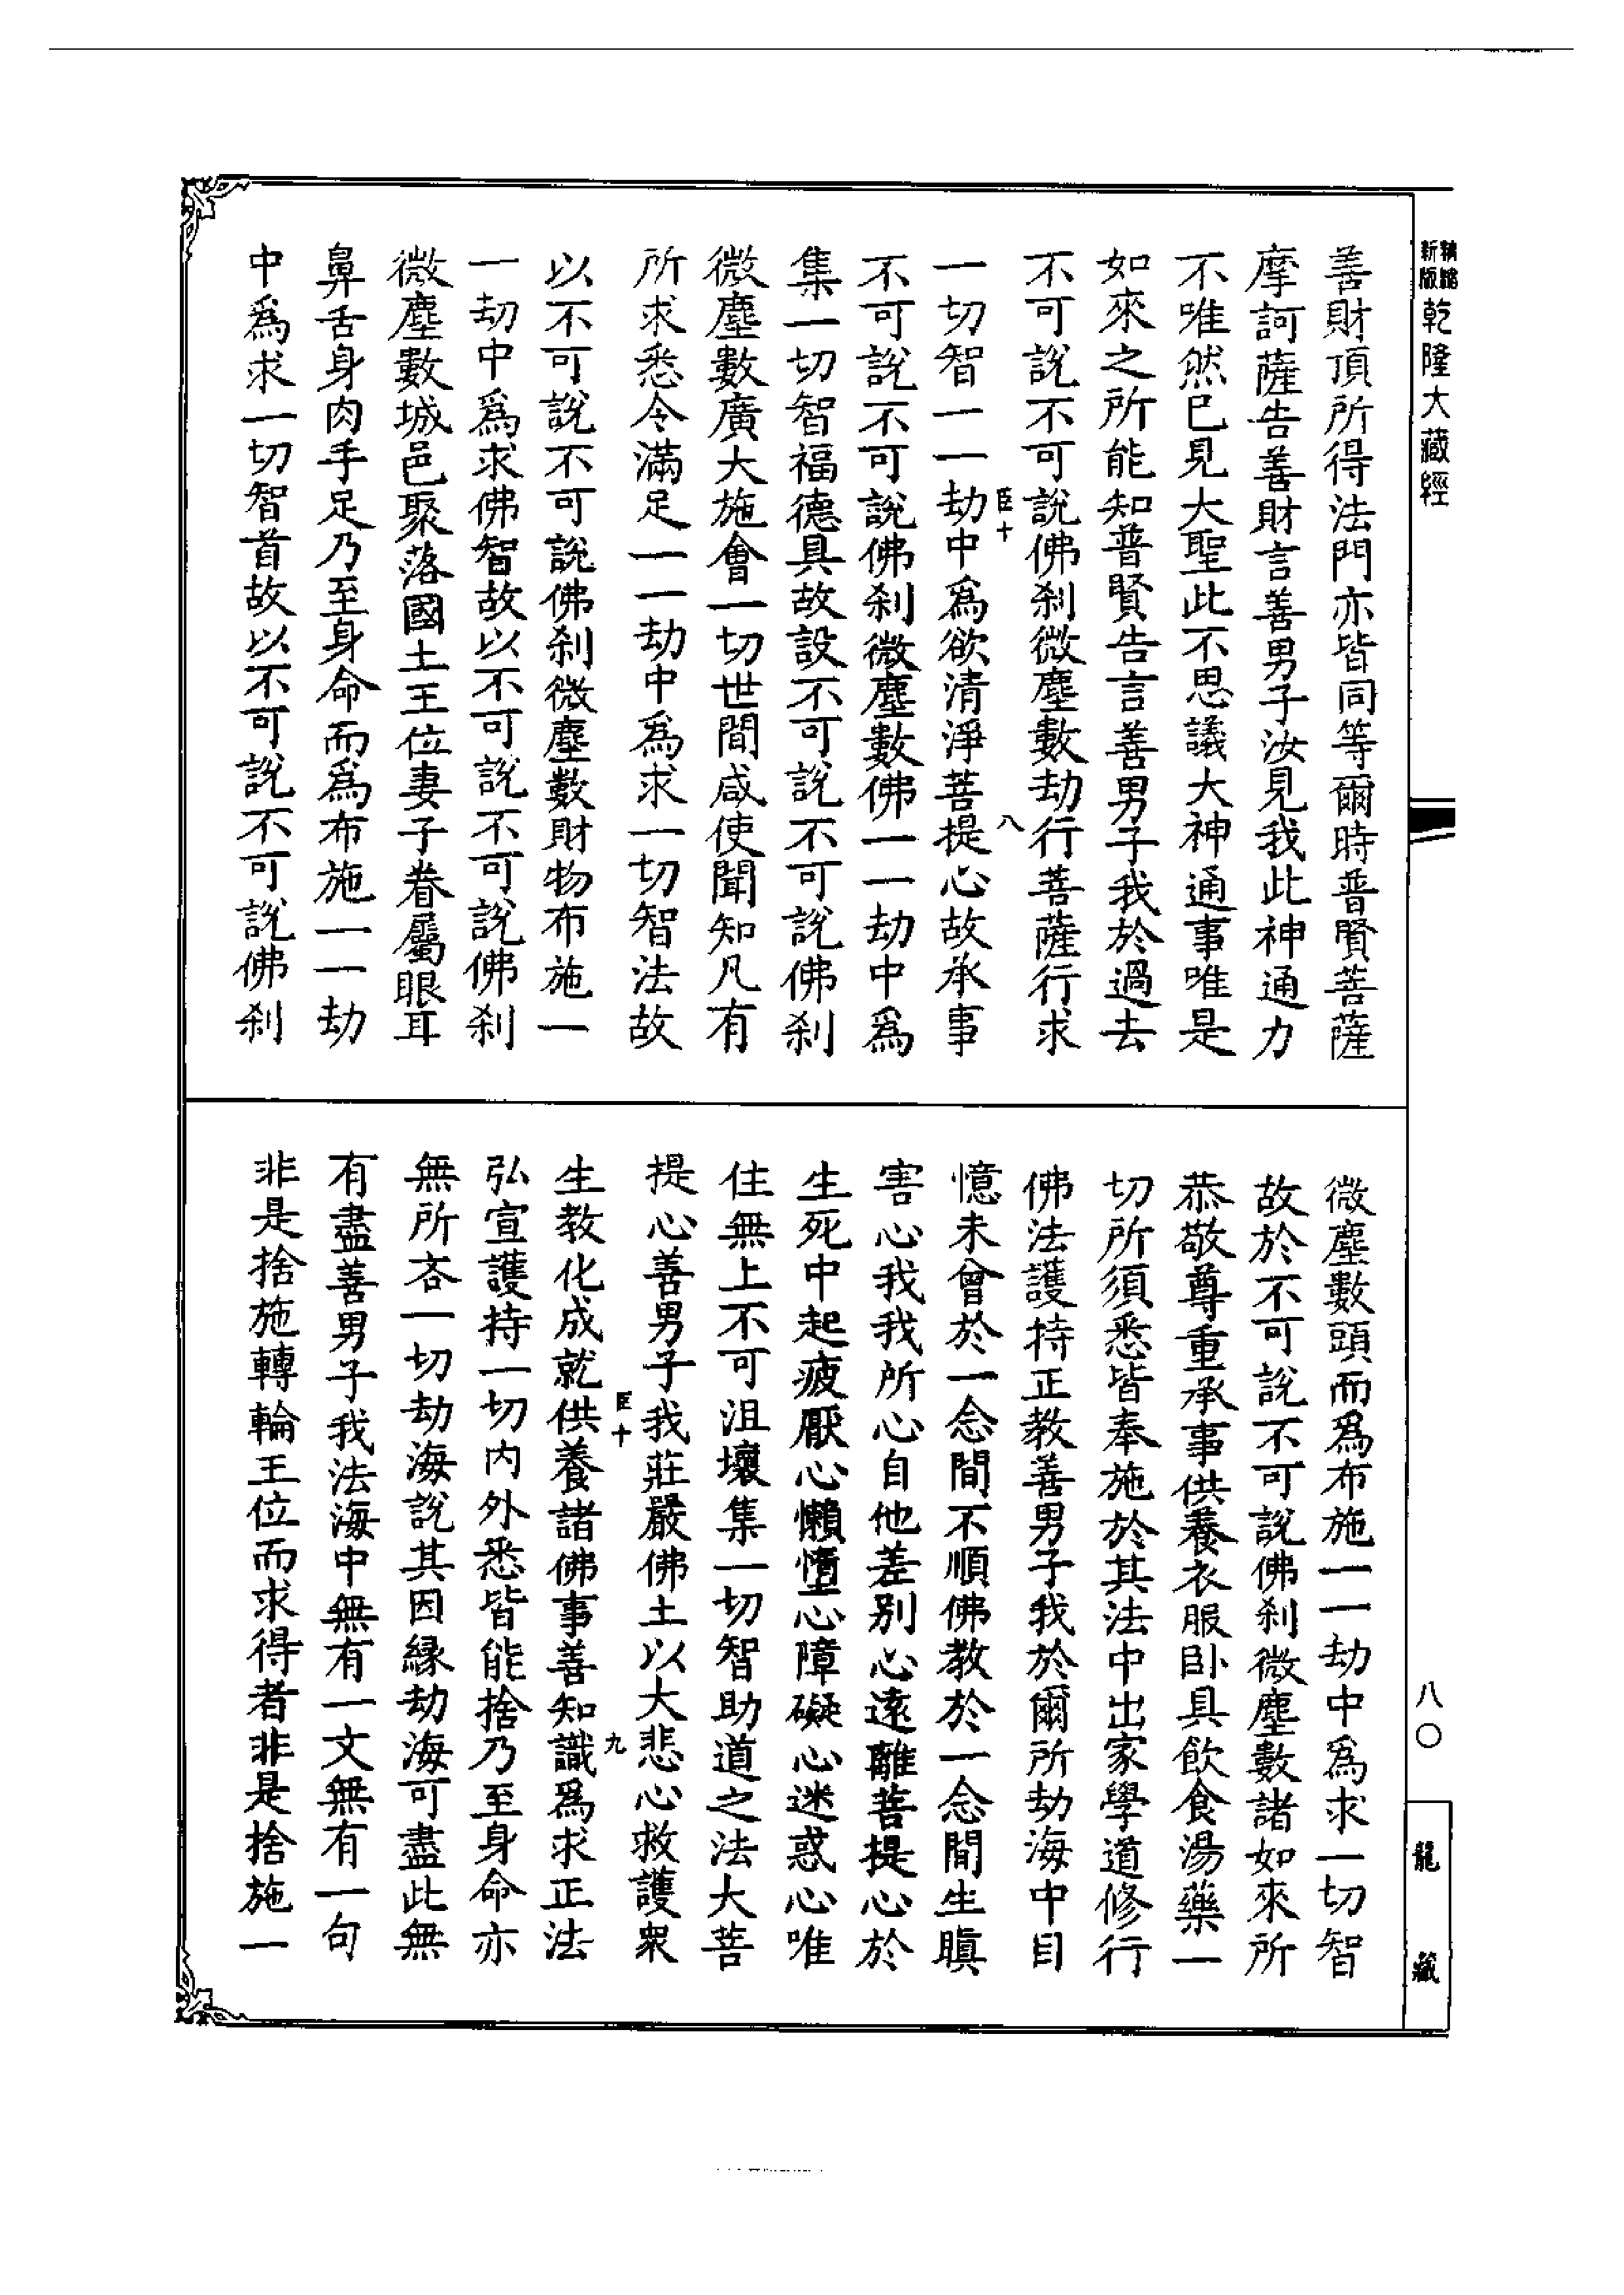 新版
精縮
乾隆大藏經
善財頂所得法門亦皆同等爾時普賢菩薩
摩訶薩告善財言善男子汝見我此神通力
不唯然已見大聖此不思議大神通事唯是
如來之所能知普賢告言善男子我於過去
不可說不可說佛刹微塵數劫行菩薩行求
臣十
八
一切智一一劫中爲欲清淨菩提心故承事
不可說不可說佛刹微塵數佛一一劫中爲
集一切智福德具故設不可說不可說佛刹
微塵數廣大施會一切世間咸使聞知凡有
所求悉令滿足一一劫中爲求一切智法故
以不可說不可說佛刹微塵數財物布施一
一劫中爲求佛智故以不可說不可說佛刹
微塵數城邑聚落國土王位妻子眷屬眼耳
鼻舌身肉手足乃至身命而爲布施一一劫
中爲求一切智首故以不可說不可說佛刹
微塵數頭而爲布施一一劫中爲求一切智
故於不可說不可說佛刹微塵數諸如來所
恭敬尊重承事供養衣服卧具飲食湯藥一
切所須悉皆奉施於其法中出家學道修行
佛法護持正教善男子我於爾所劫海中自
憶未曾於一念間不順佛教於一念間生瞋
害心我我所心自他差別心遠離菩提心於
生死中起疲厭心懶惰心障礙心迷惑心唯
住無上不可沮壞集一切智助道之法大菩
提心善男子我莊嚴佛土以大悲心救護衆
臣十
九
生教化成就供養諸佛事善知識爲求正法
弘宣護持一切內外悉皆能捨乃至身命亦
無所吝一切劫海說其因緣劫海可盡此無
有盡善男子我法海中無有一文無有一句
非是捨施轉輪王位而求得者非是捨施一
八〇
龍藏